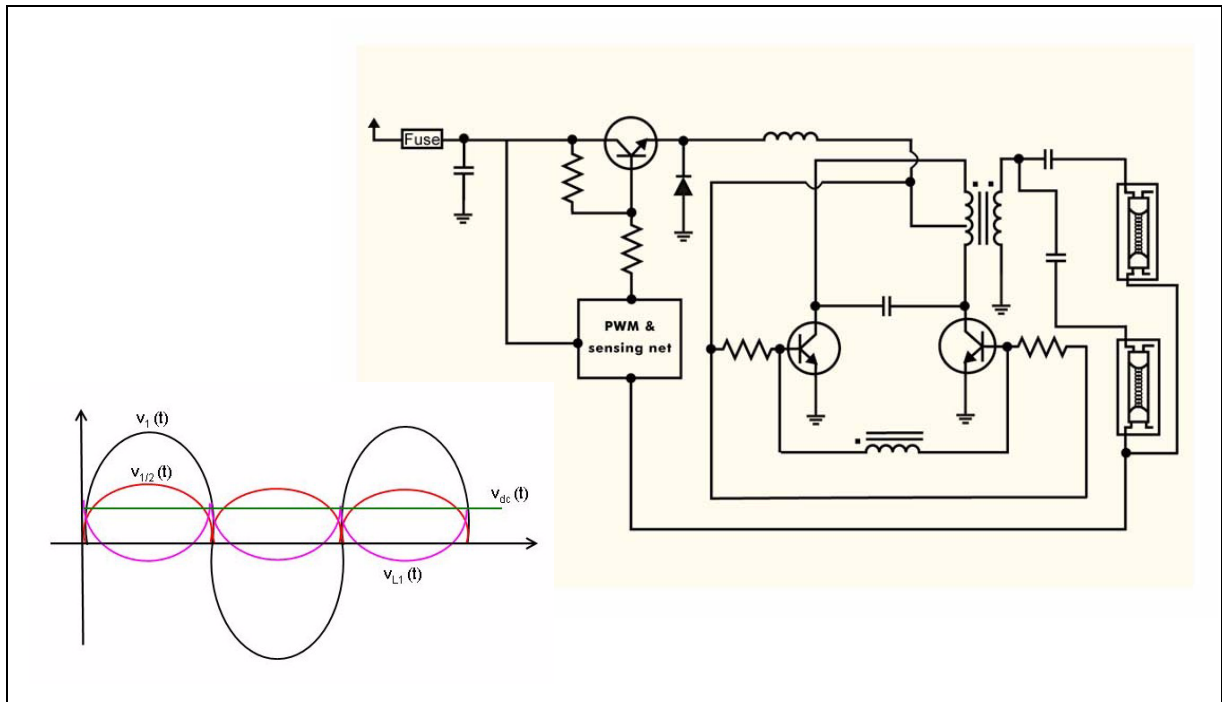 Fuse
PWM &
sensing net
v1 (t)
v1/2 (t)
vdc (t)
vL1 (t)